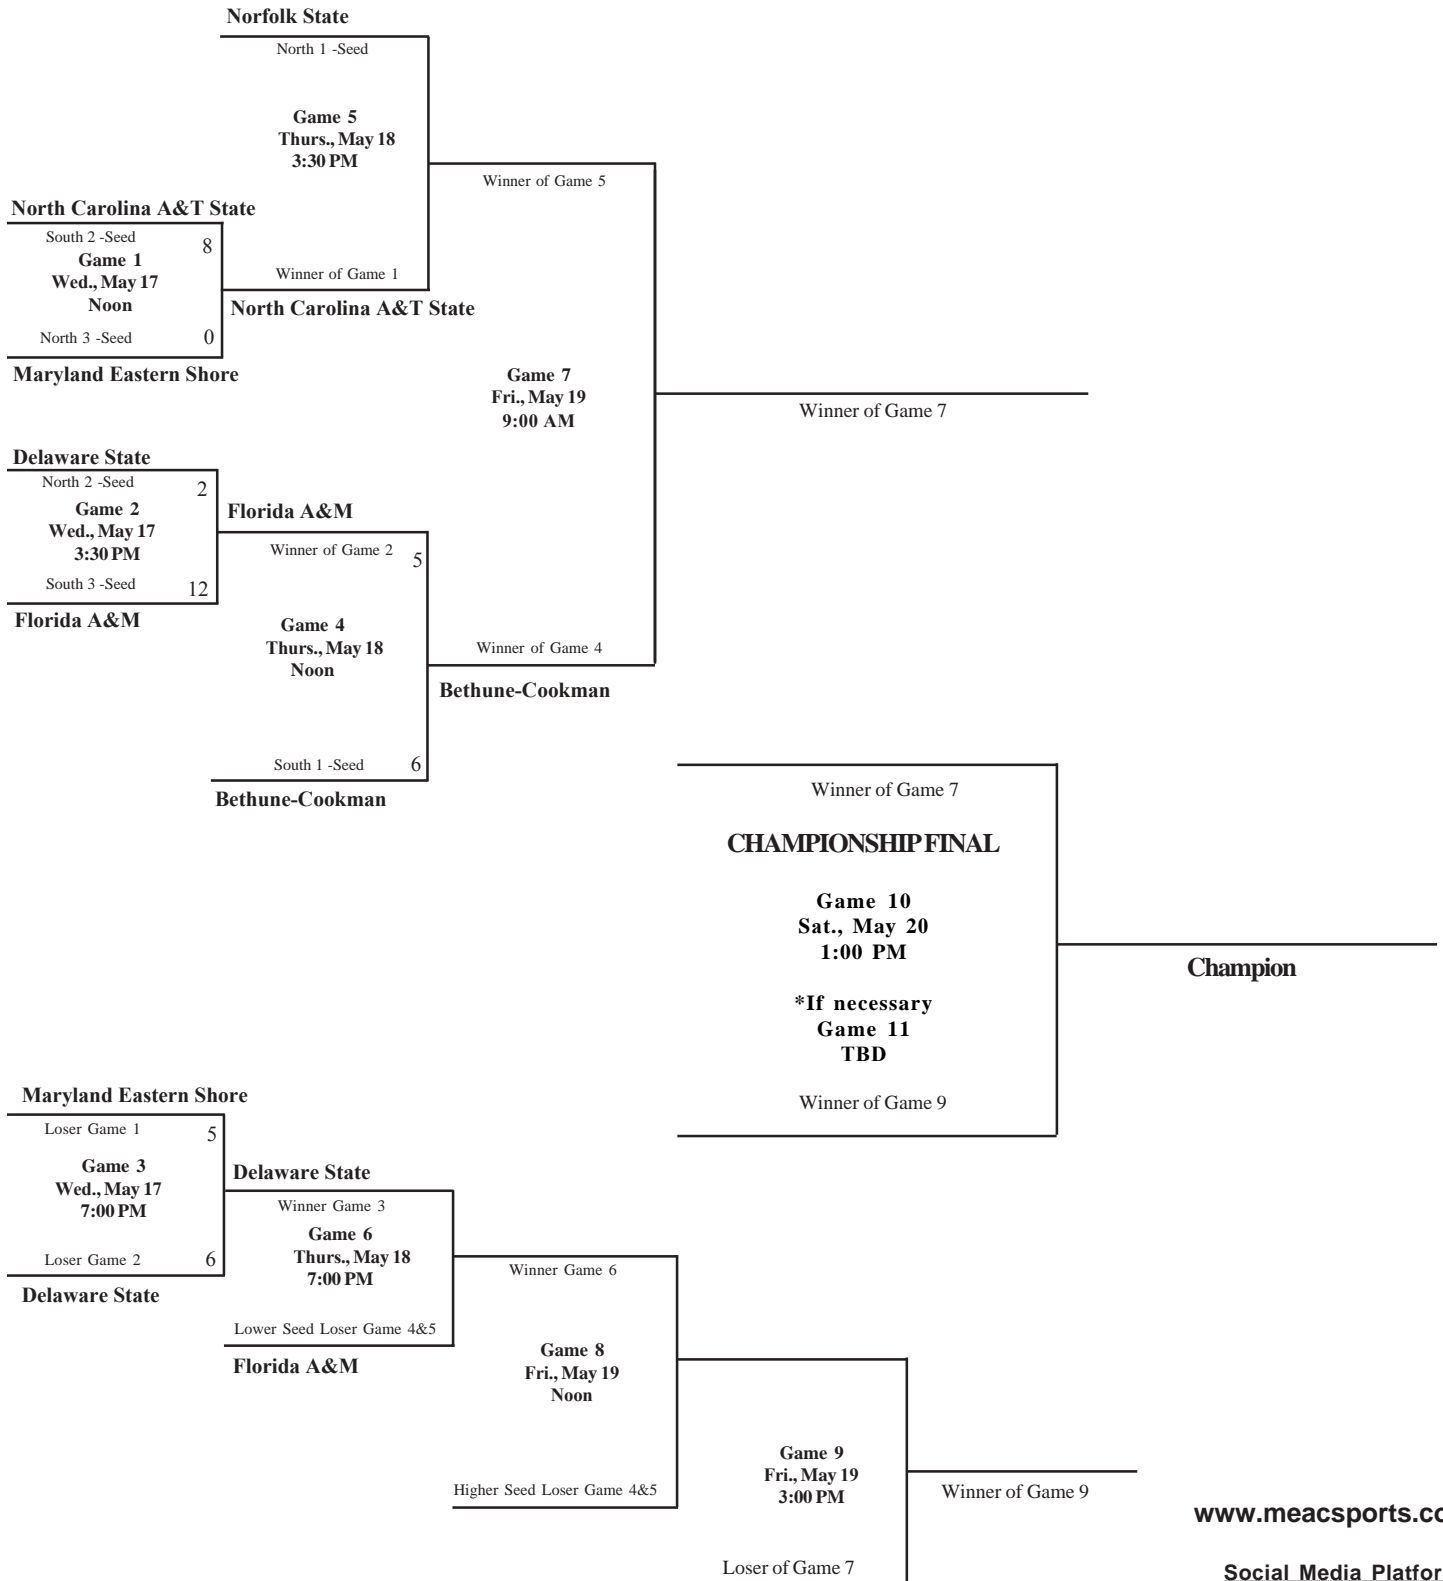 Norfolk State
North 1 -Seed
Game 5
Thurs., May 18
3:30 PM
Winner of Game 5
North Carolina A&T State
South 2 -Seed
8
Game 1
Wed., May 17
Noon
North 3 -Seed
0
Maryland Eastern Shore
Winner of Game 1
North Carolina A&T State
Game 7
Fri., May 19
9:00 AM
Winner of Game 7
Delaware State
North 2 -Seed
2
Game 2
Wed., May 17
3:30 PM
South 3 -Seed
12
Florida A&M
Florida A&M
Winner of Game 2
5
Game 4
Thurs., May 18
Noon
South 1 -Seed
6
Bethune-Cookman
Winner of Game 4
Bethune-Cookman
Winner of Game 7
CHAMPIONSHIP FINAL
Game 10
Sat., May 20
1:00 PM
*If necessary
Game 11
TBD
Winner of Game 9
Champion
Maryland Eastern Shore
Loser Game 1
5
Game 3
Wed., May 17
7:00 PM
Loser Game 2
6
Delaware State
Delaware State
Winner Game 3
Game 6
Thurs., May 18
7:00 PM
Lower Seed Loser Game 4&5
Florida A&M
Winner Game 6
Game 8
Fri., May 19
Noon
Higher Seed Loser Game 4&5
Game 9
Fri., May 19
3:00 PM
Loser of Game 7
Winner of Game 9
www.meacsports.co
Social Media Platfor